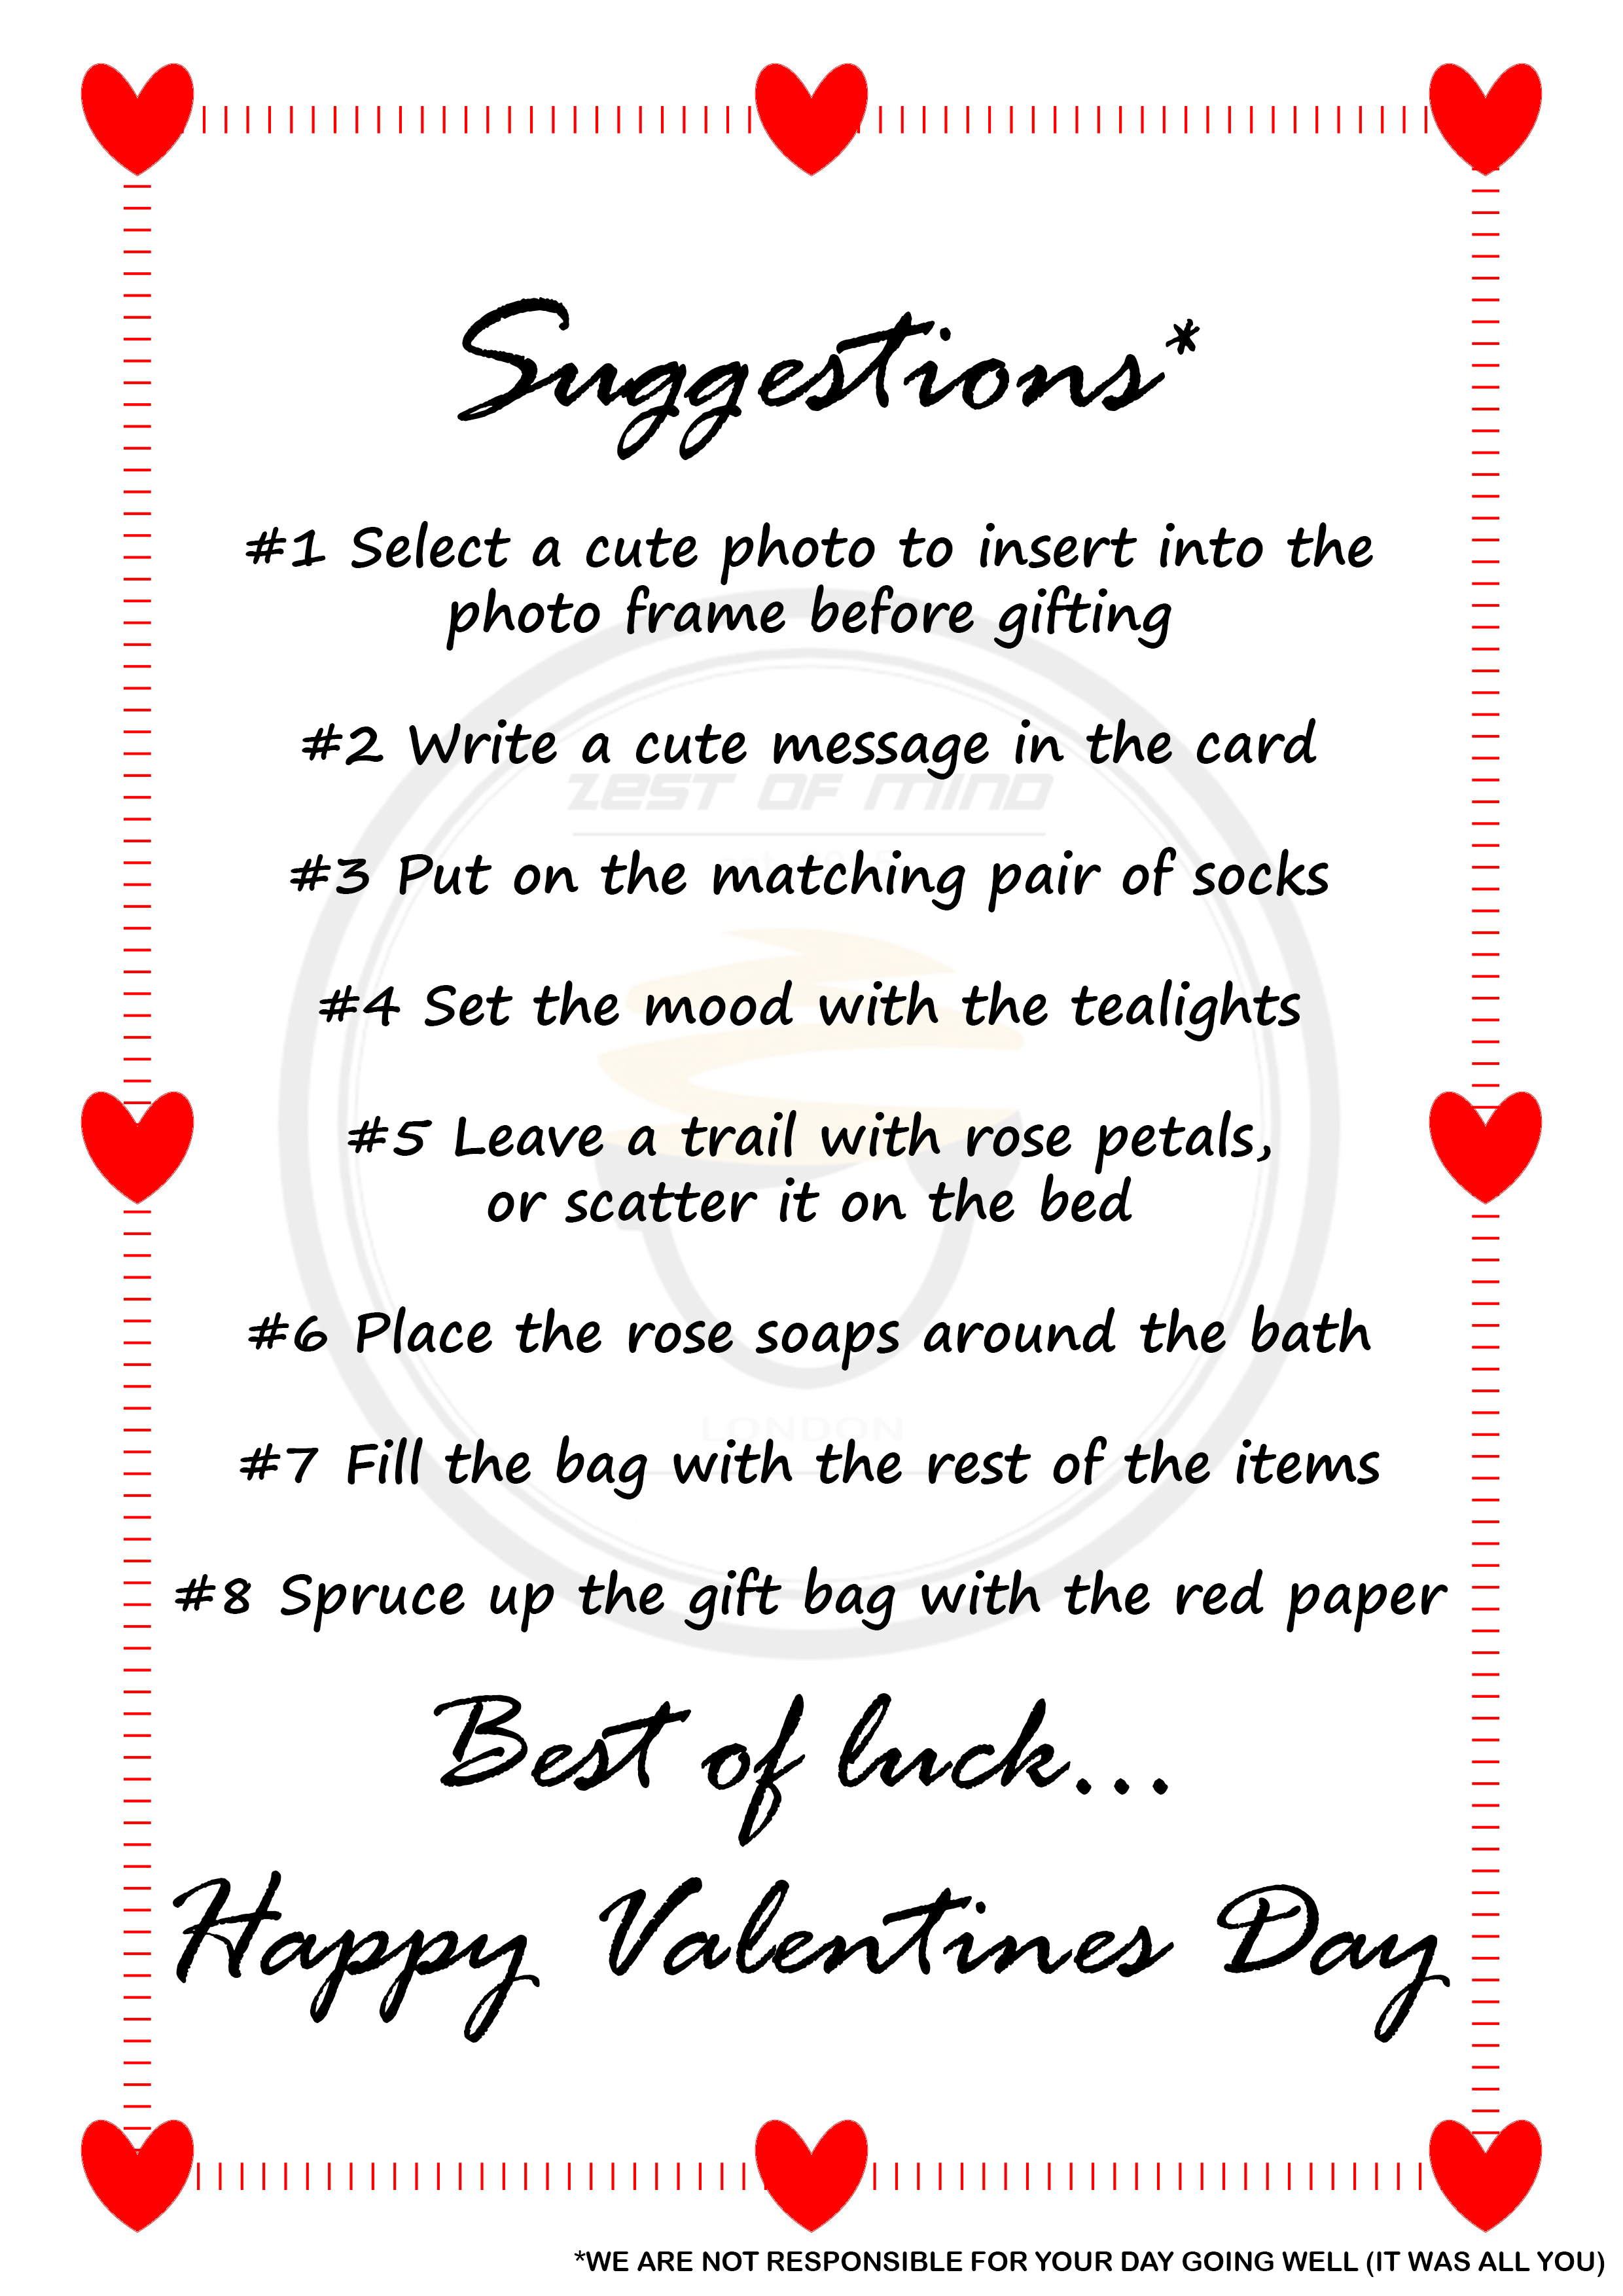 Suggestions*
#1 Select a cute photo to insert into the
photo frame before gifting
#2 Write a cute message in the card
ZEST OF MIND
#3 Put on the matching pair of socks
#4 Set the mood with the tealights
#5 Leave a trail with rose petals,
or scatter it on the bed
#6 Place the rose soaps around the bath
LONDON
#7 Fill the bag with the rest of the items
#8 Spruce up the gift bag with the red paper
Best of luck...
Happy Valentines Day
*WE ARE NOT RESPONSIBLE FOR YOUR DAY GOING WELL (IT WAS ALL YOU)